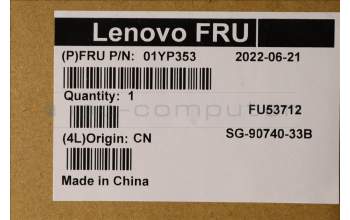 Lenovo FRU
(P)FRU P/N: 01YP353 2022-06-21
Quantity: 1
FU53712
(4L)Origin: CN SG-90740-33B
Made in China